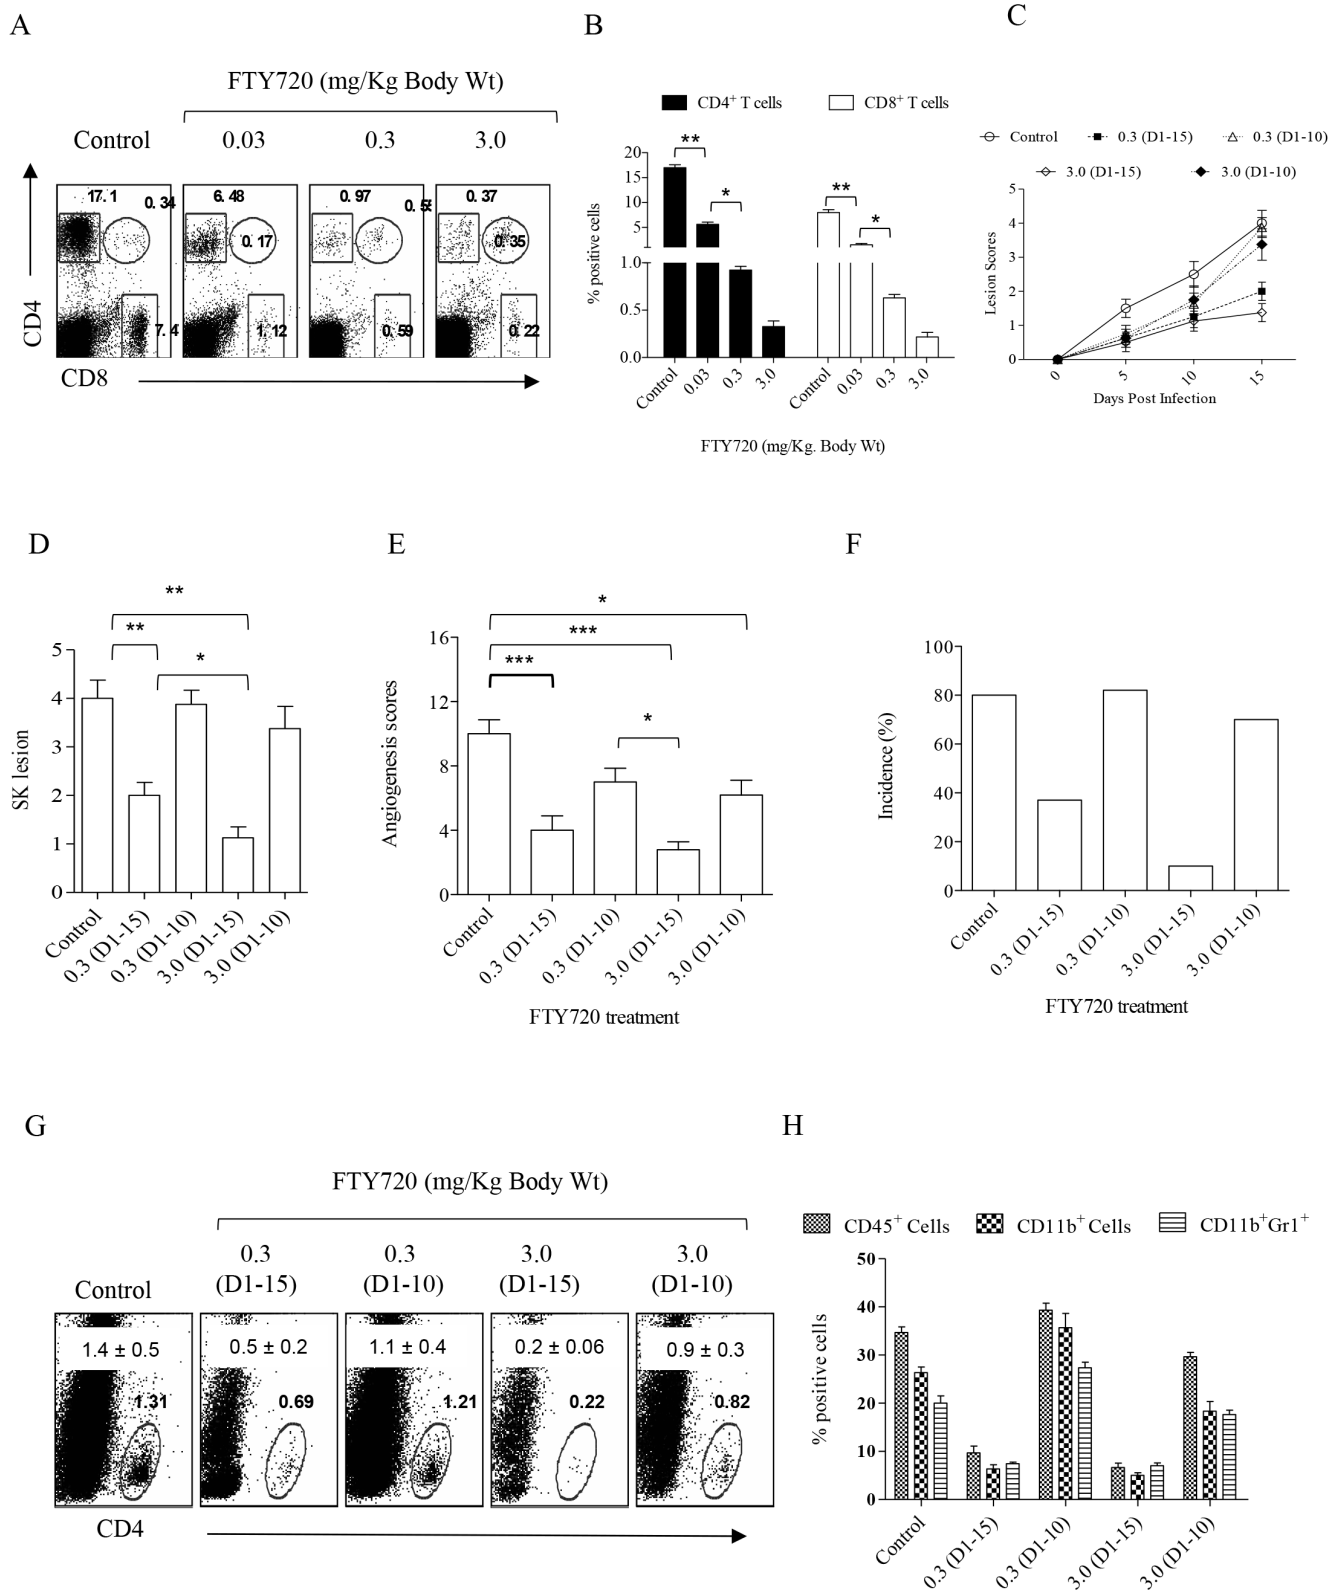 A
FTY720 (mg/Kg Body Wt)
Control 0.03 0.3 3.0
17.1 0.34 6.48 0.97 0.37
0.17 0.35
7.4 1.12 0.59 0.22
CD4
CD8
B
CD4+ T cells CD8+ T cells
** * ** *
% positive cells
20
15
10
5
1.0
0.5
0.0
Control 0.03 0.3 3.0 Control 0.03 0.3 3.0
FTY720 (mg/Kg. Body Wt)
C
Control 0.3 (D1-15) 0.3 (D1-10)
3.0 (D1-15) 3.0 (D1-10)
Lesion Scores
5
4
3
2
1
0
0 5 10 15
Days Post Infection
D
**
**
*
SK lesion
5
4
3
2
1
0
Control 0.3 (D1-15) 0.3 (D1-10) 3.0 (D1-15) 3.0 (D1-10)
E
*
***
***
*
Angiogenesis scores
16
12
8
4
0
Control 0.3 (D1-15) 0.3 (D1-10) 3.0 (D1-15) 3.0 (D1-10)
FTY720 treatment
F
Incidence (%)
100
80
60
40
20
0
Control 0.3 (D1-15) 0.3 (D1-10) 3.0 (D1-15) 3.0 (D1-10)
FTY720 treatment
G
FTY720 (mg/Kg Body Wt)
0.3 0.3 3.0 3.0
Control (D1-15) (D1-10) (D1-15) (D1-10)
1.4 ± 0.5 0.5 ± 0.2 1.1 ± 0.4 0.2 ± 0.06 0.9 ± 0.3
1.31 0.69 1.21 0.22 0.82
CD4
H
CD45+ Cells CD11b+ Cells CD11b+Gr1+
% positive cells
50
40
30
20
10
0
Control 0.3 (D1-15) 0.3 (D1-10) 3.0 (D1-15) 3.0 (D1-10)